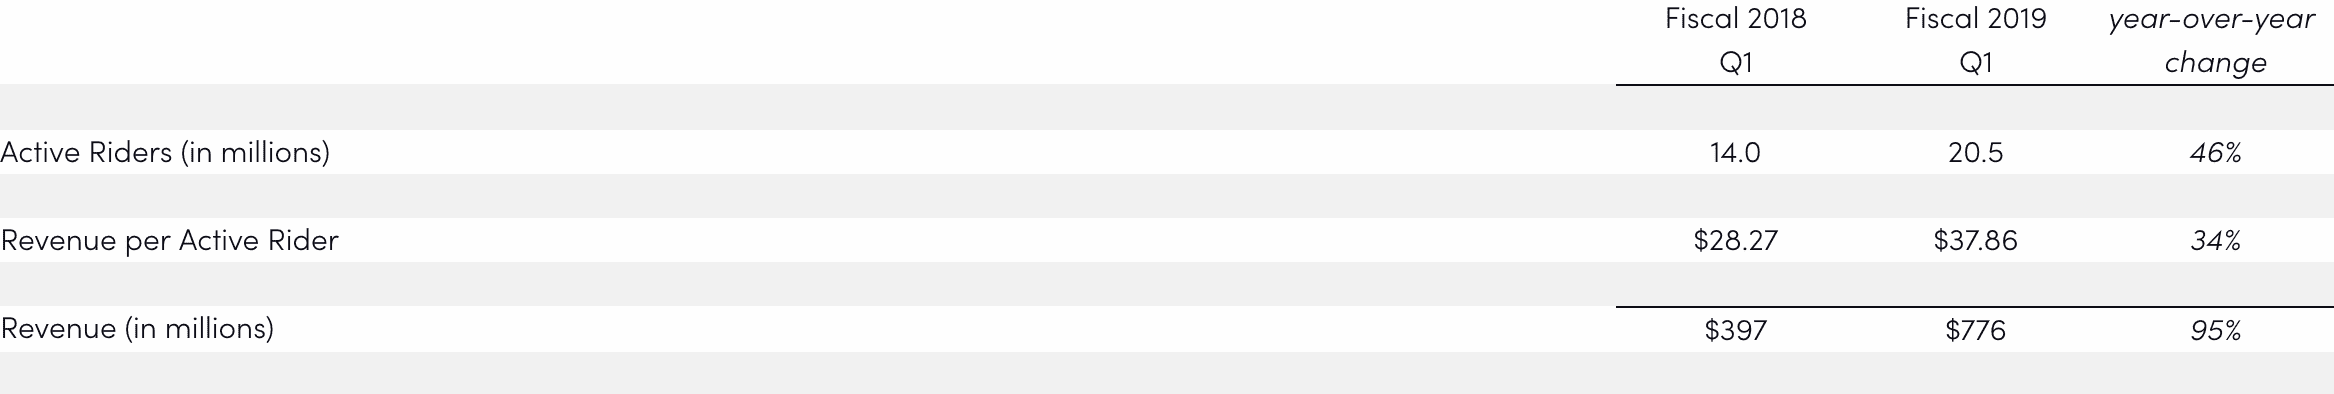 Fiscal 2018 Fiscal 2019 year-over-year
Q1 Q1 change
Active Riders (in millions) 14.0 20.5 46%
Revenue per Active Rider $28.27 $37.86 34%
Revenue (in millions) $397 $776 95%